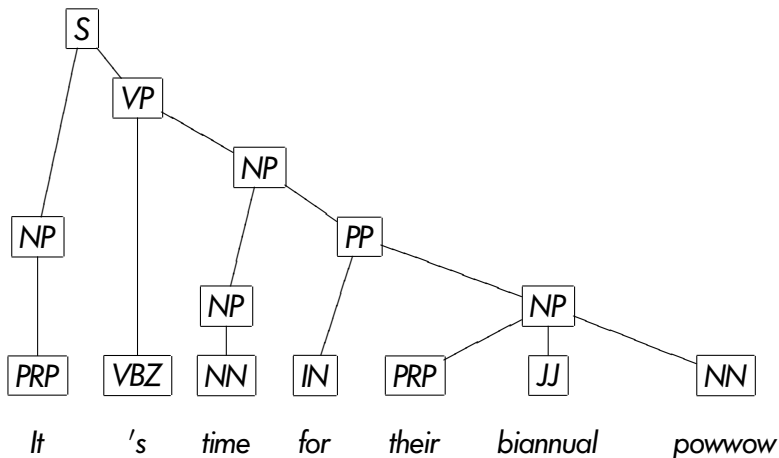 S
VP
NP
NP PP
NP NP
PRP VBZ NN IN PRP JJ NN
It 's time for their biannual powwow